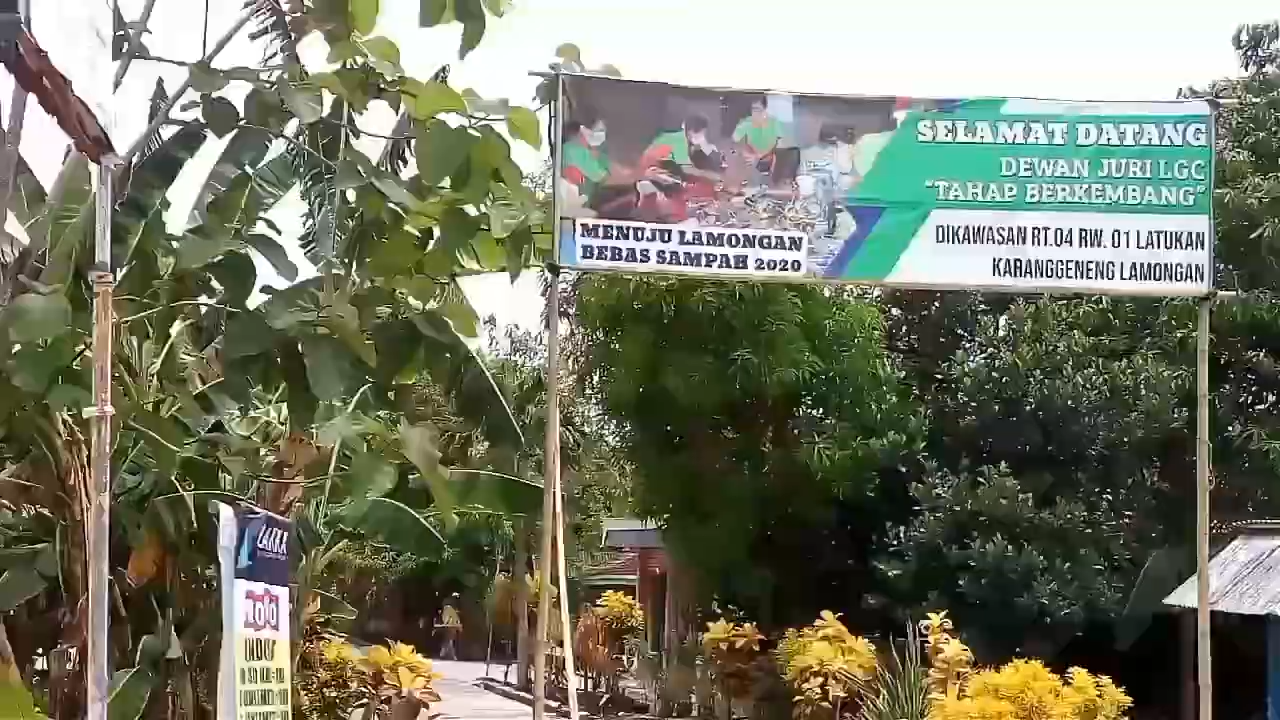 SELAMAT DATANG
DEWAN JURI LGC
"TAHAP BERKEMBANG"
DIKAWASAN RT.04 RW. 01 LATUKAN
KARANGGENENG LAMONGAN
MENUJU LAMONGAN
BEBAS SAMPAH 2020